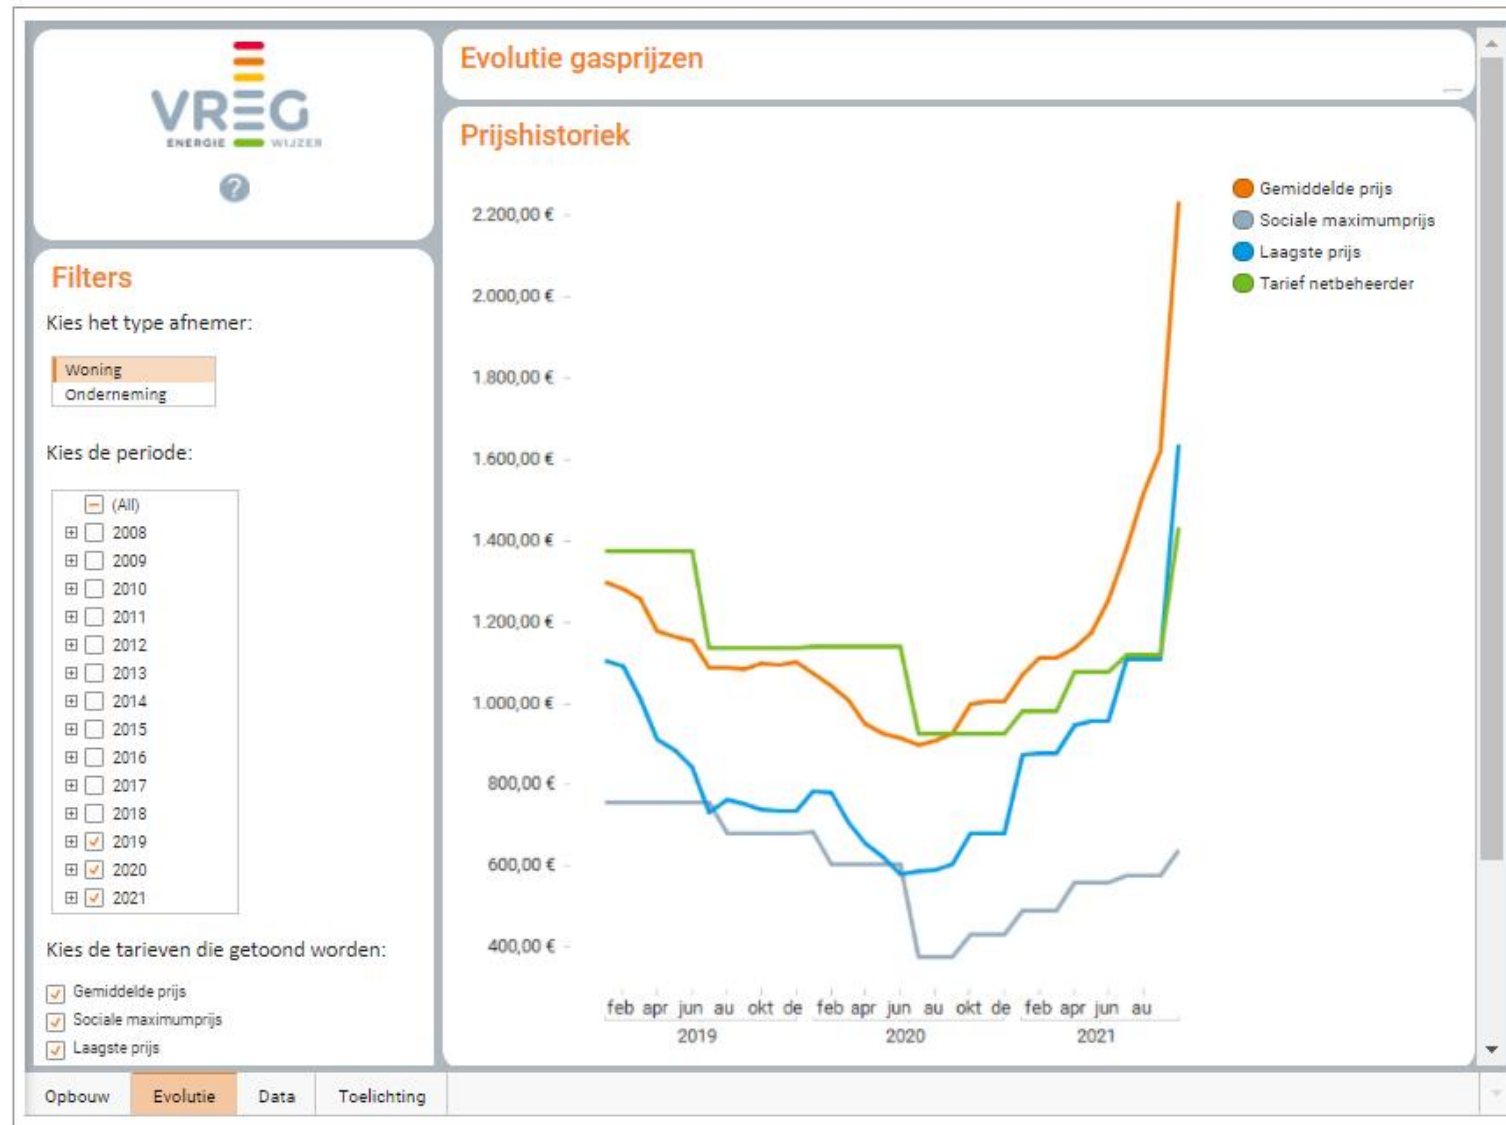 VREG
ENERGIE WIJZER
?
Filters
Kies het type afnemer:
Woning
Onderneming
Kies de periode:
(All)
2008
2009
2010
2011
2012
2013
2014
2015
2016
2017
2018
2019
2020
2021
Kies de tarieven die getoond worden:
Gemiddelde prijs
Sociale maximumprijs
Laagste prijs
Evolutie gasprijzen
Prijshistoriek
2.200,00 €
2.000,00 €
1.800,00 €
1.600,00 €
1.400,00 €
1.200,00 €
1.000,00 €
800,00 €
600,00 €
400,00 €
feb apr jun au okt de feb apr jun au okt de feb apr jun au
2019 2020 2021
Gemiddelde prijs
Sociale maximumprijs
Laagste prijs
Tarief netbeheerder
Opbouw Evolutie Data Toelichting